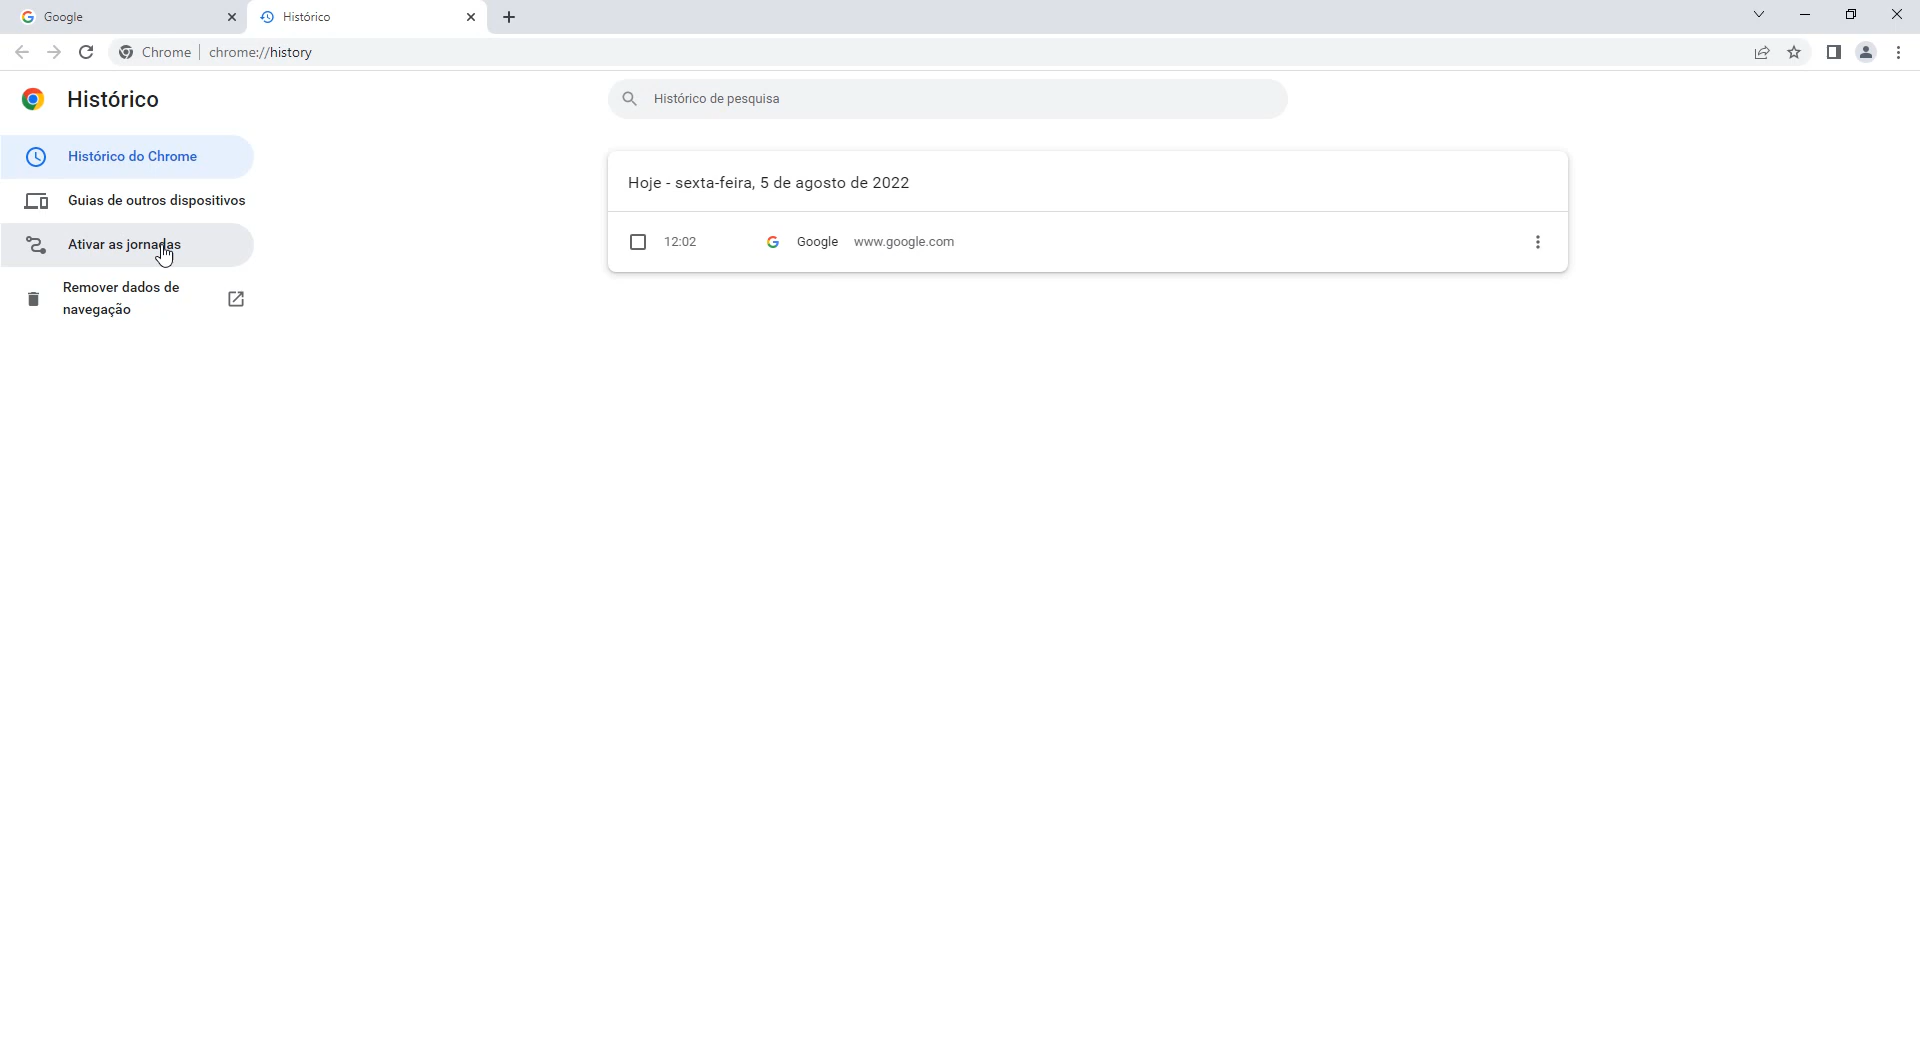 Google
Histórico
Chrome
chrome://history
Histórico
Histórico de pesquisa
Histórico do Chrome
Guias de outros dispositivos
Ativar as jornadas
Remover dados de
navegação
Hoje - sexta-feira, 5 de agosto de 2022
12:02 Google www.google.com